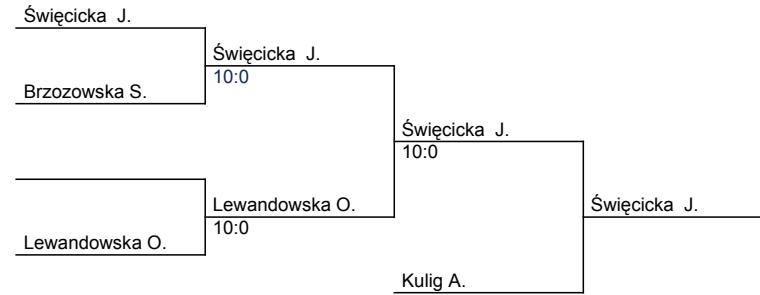 Święcicka J.
Święcicka J.
10:0
Brzozowska S.
Święcicka J.
10:0
Lewandowska O.
10:0
Święcicka J.
Lewandowska O.
Kulig A.